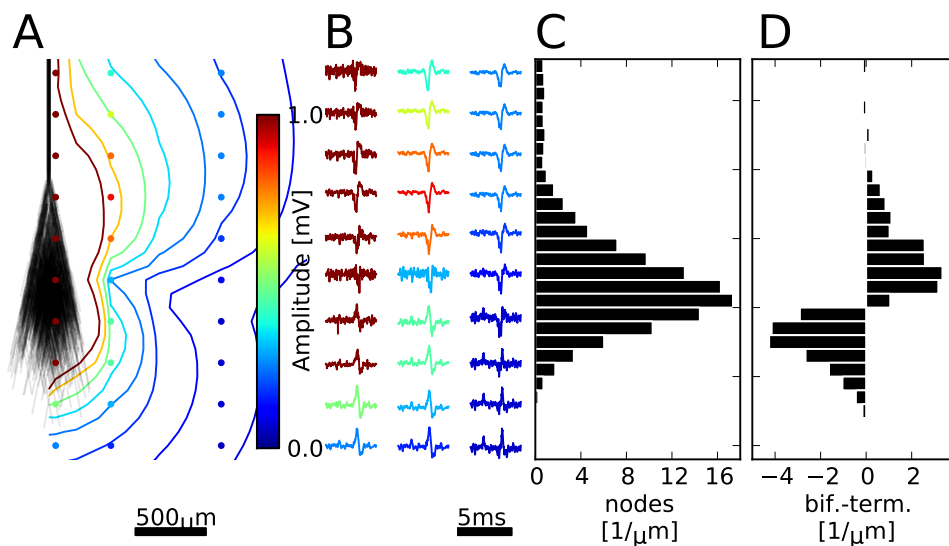 A B C D
1.0
Amplitude [mV]
0.0
500μm
5ms
0 4 8 12 16
nodes
[1/μm]
−4 −2 0 2
bif.-term.
[1/μm]